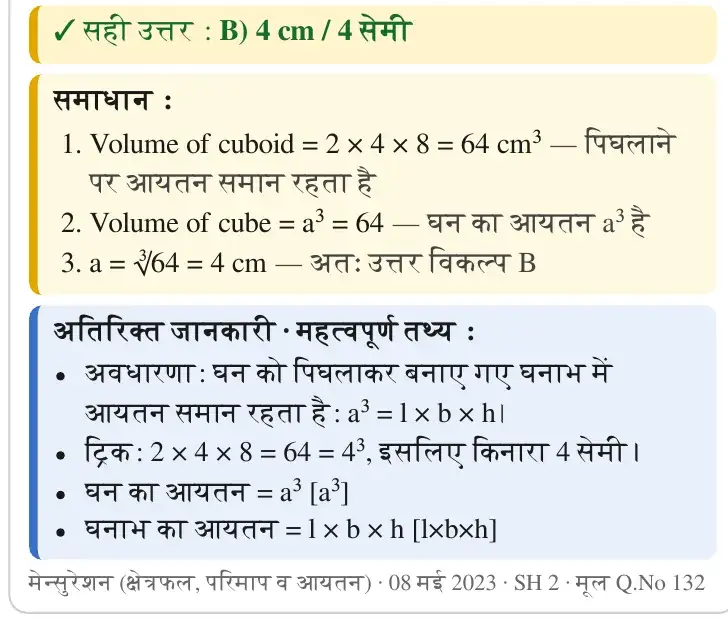 ✓ सही उत्तर : B) 4 cm / 4 सेमी
समाधान :
1. Volume of cuboid = 2 × 4 × 8 = 64 cm³ — पिघलाने
पर आयतन समान रहता है
2. Volume of cube = a³ = 64 — घन का आयतन a³ है
3. a = ∛64 = 4 cm — अतः उत्तर विकल्प B
अतिरिक्त जानकारी · महत्वपूर्ण तथ्य :
• अवधारणा : घन को पिघलाकर बनाए गए घनाभ में
आयतन समान रहता है : a³ = l × b × h।
• ट्रिक : 2 × 4 × 8 = 64 = 4³, इसलिए किनारा 4 सेमी।
• घन का आयतन = a³ [a³]
• घनाभ का आयतन = l × b × h [l×b×h]
मेन्सुरेशन (क्षेत्रफल, परिमाप व आयतन) · 08 मई 2023 · SH 2 · मूल Q.No 132